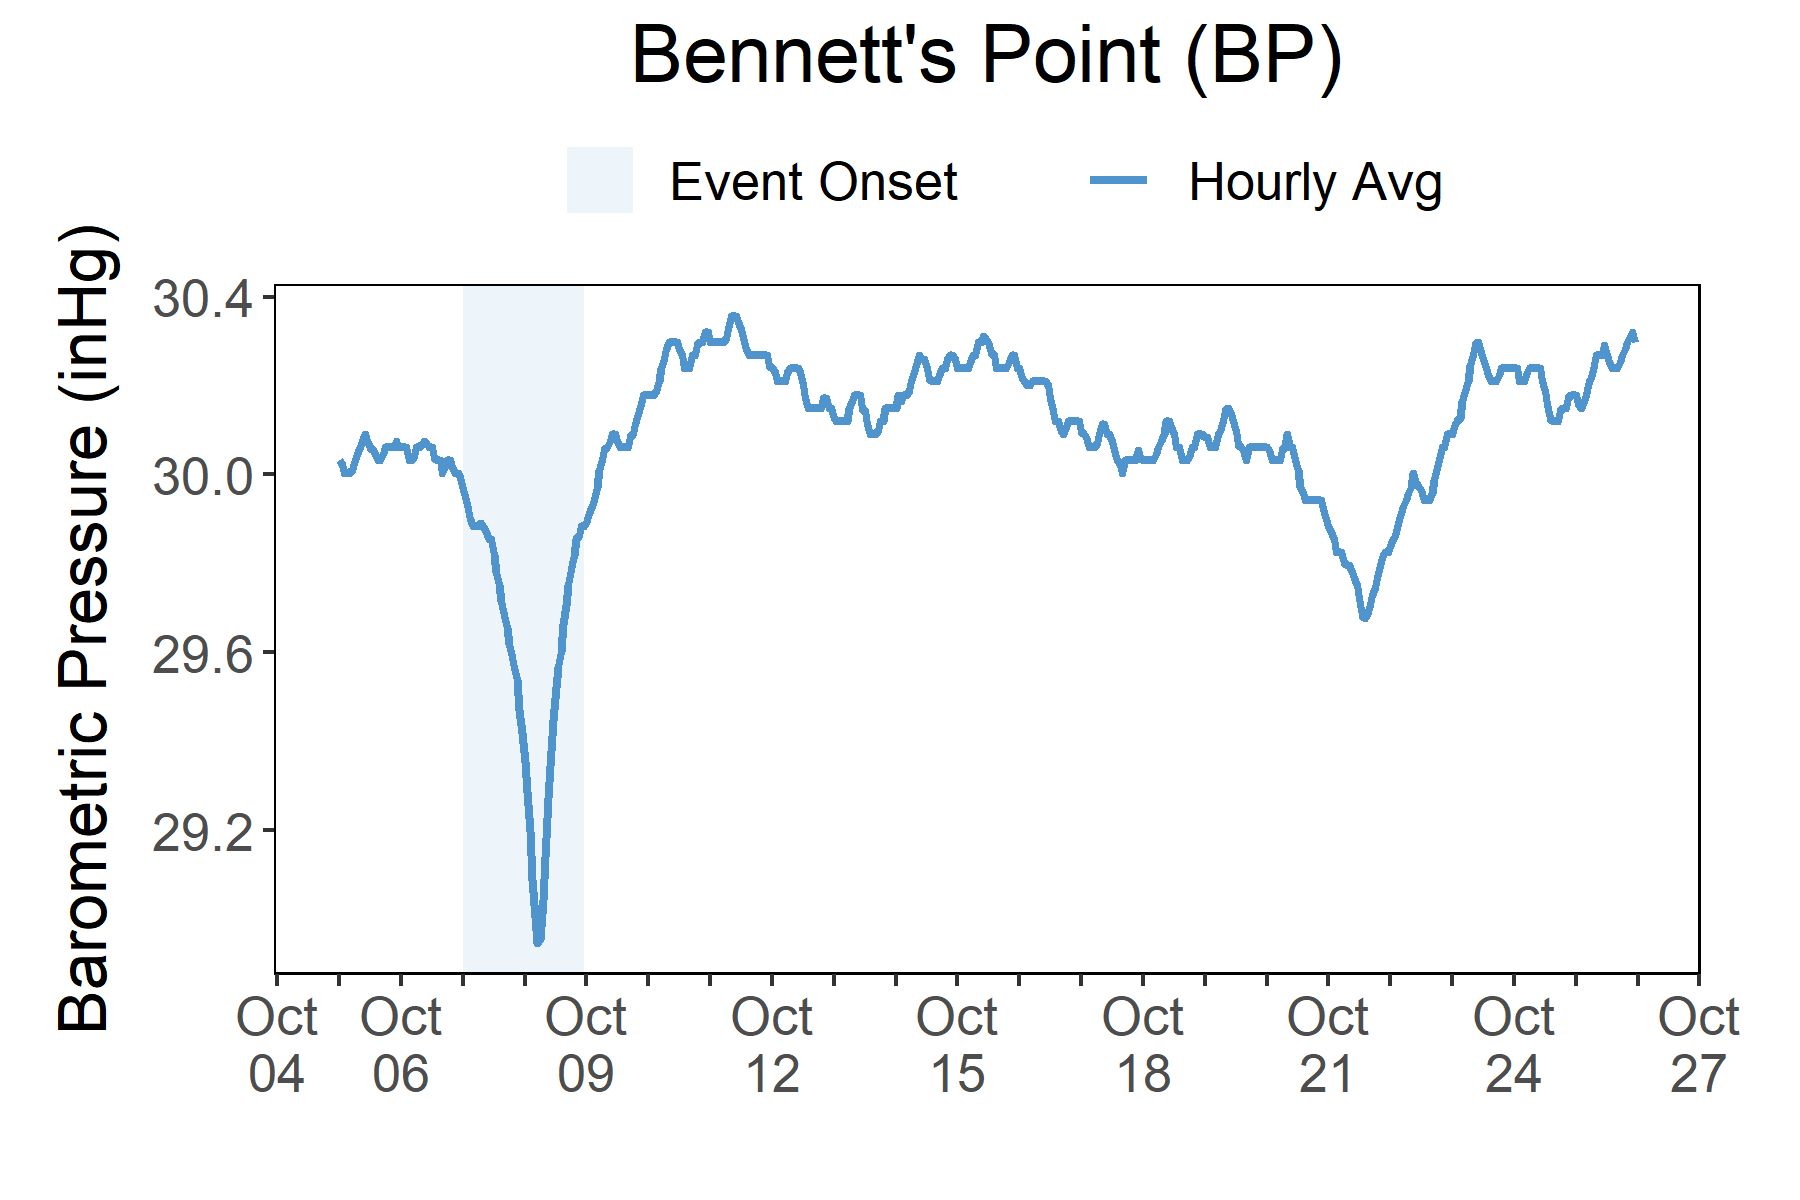 Bennett's Point (BP)
Event Onset
Hourly Avg
Barometric Pressure (inHg)
30.4
30.0
29.6
29.2
Oct 04
Oct 06
Oct 09
Oct 12
Oct 15
Oct 18
Oct 21
Oct 24
Oct 27